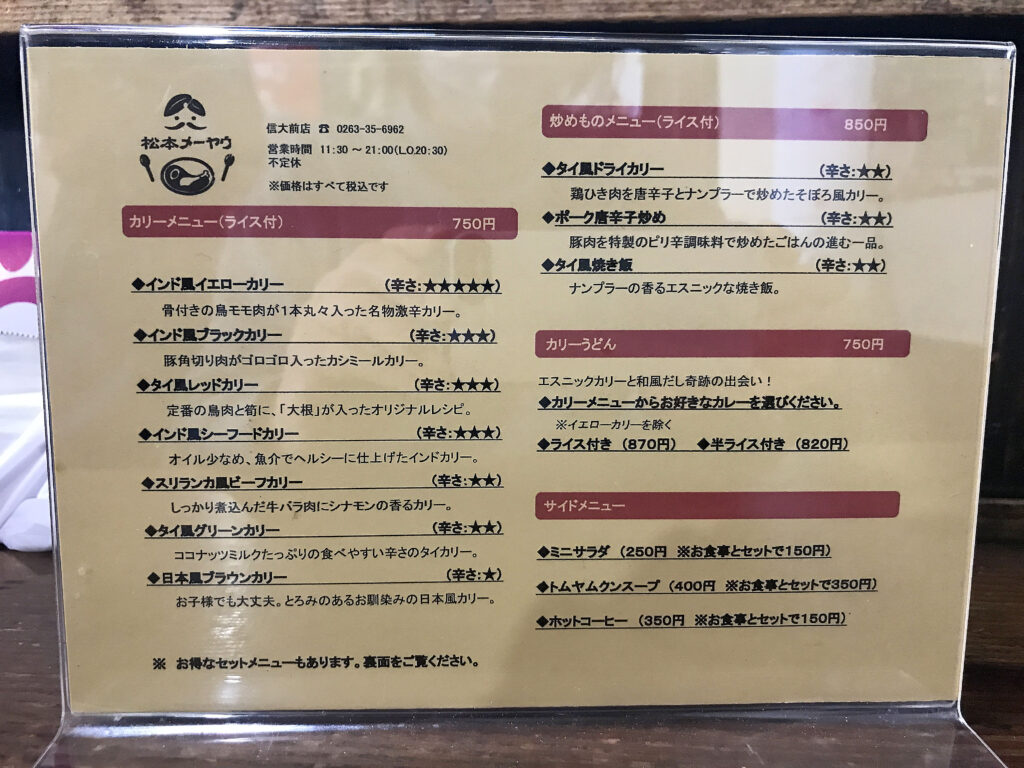 松本メーヤウ
信大前店 ☎ 0263-35-6962
営業時間 11:30 ～ 21:00(L.O.20:30)
不定休
※価格はすべて税込です
カリーメニュー(ライス付) 750円
◆インド風イエローカリー (辛さ:★★★★★)
骨付きの鳥モモ肉が1本丸々入った名物激辛カリー。
◆インド風ブラックカリー (辛さ:★★★)
豚角切り肉がゴロゴロ入ったカシミールカリー。
◆タイ風レッドカリー (辛さ:★★★)
定番の鳥肉と筍に、「大根」が入ったオリジナルレシピ。
◆インド風シーフードカリー (辛さ:★★★)
オイル少なめ、魚介でヘルシーに仕上げたインドカリー。
◆スリランカ風ビーフカリー (辛さ:★★)
しっかり煮込んだ牛バラ肉にシナモンの香るカリー。
◆タイ風グリーンカリー (辛さ:★★)
ココナッツミルクたっぷりの食べやすい辛さのタイカリー。
◆日本風ブラウンカリー (辛さ:★)
お子様でも大丈夫。とろみのあるお馴染みの日本風カリー。
※ お得なセットメニューもあります。裏面をご覧ください。
炒めものメニュー(ライス付) 850円
◆タイ風ドライカリー (辛さ:★★)
鶏ひき肉を唐辛子とナンプラーで炒めたそぼろ風カリー。
◆ポーク唐辛子炒め (辛さ:★★)
豚肉を特製のピリ辛調味料で炒めたごはんの進む一品。
◆タイ風焼き飯 (辛さ:★★)
ナンプラーの香るエスニックな焼き飯。
カリーうどん 750円
エスニックカリーと和風だし奇跡の出会い！
◆カリーメニューからお好きなカレーを選びください。
※イエローカリーを除く
◆ライス付き (870円) ◆半ライス付き (820円)
サイドメニュー
◆ミニサラダ (250円 ※お食事とセットで150円)
◆トムヤムクンスープ (400円 ※お食事とセットで350円)
◆ホットコーヒー (350円 ※お食事とセットで150円)